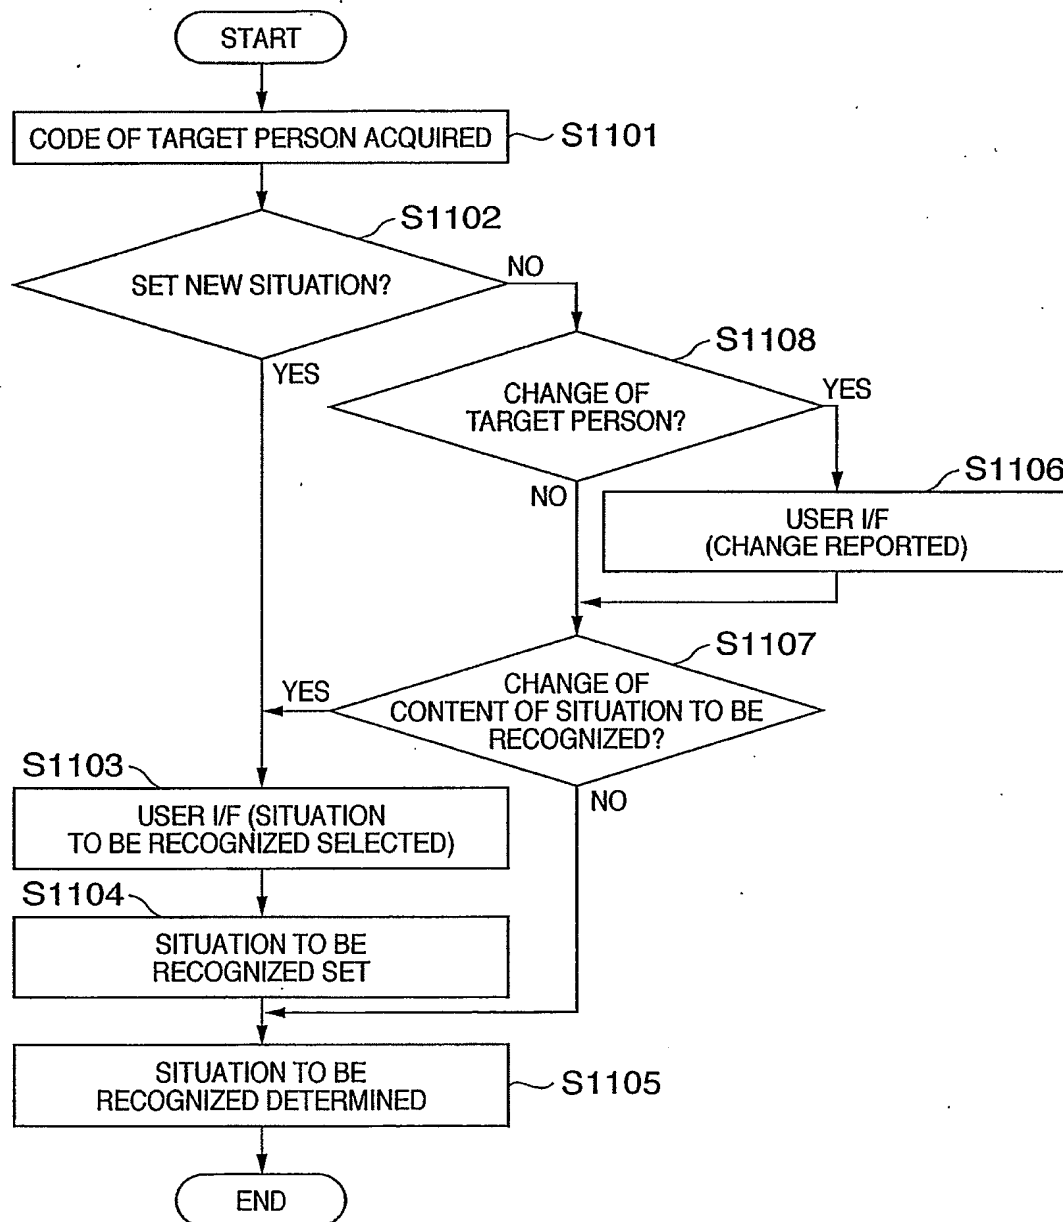 START
CODE OF TARGET PERSON ACQUIRED
S1101
S1102
SET NEW SITUATION?
NO
YES
S1108
CHANGE OF
TARGET PERSON?
YES
NO
S1106
USER I/F
(CHANGE REPORTED)
S1107
CHANGE OF
CONTENT OF SITUATION TO BE
RECOGNIZED?
YES
NO
S1103
USER I/F (SITUATION
TO BE RECOGNIZED SELECTED)
S1104
SITUATION TO BE
RECOGNIZED SET
SITUATION TO BE
RECOGNIZED DETERMINED
S1105
END